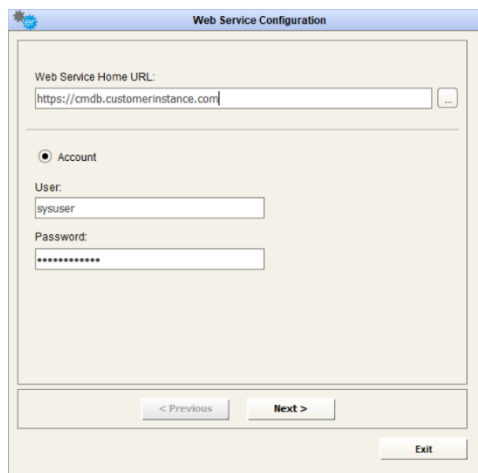 Web Service Configuration
Web Service Home URL:
https://cmdb.customerinstance.com
...
Account
User:
sysuser
Password:
••••••••••••
< Previous
Next >
Exit